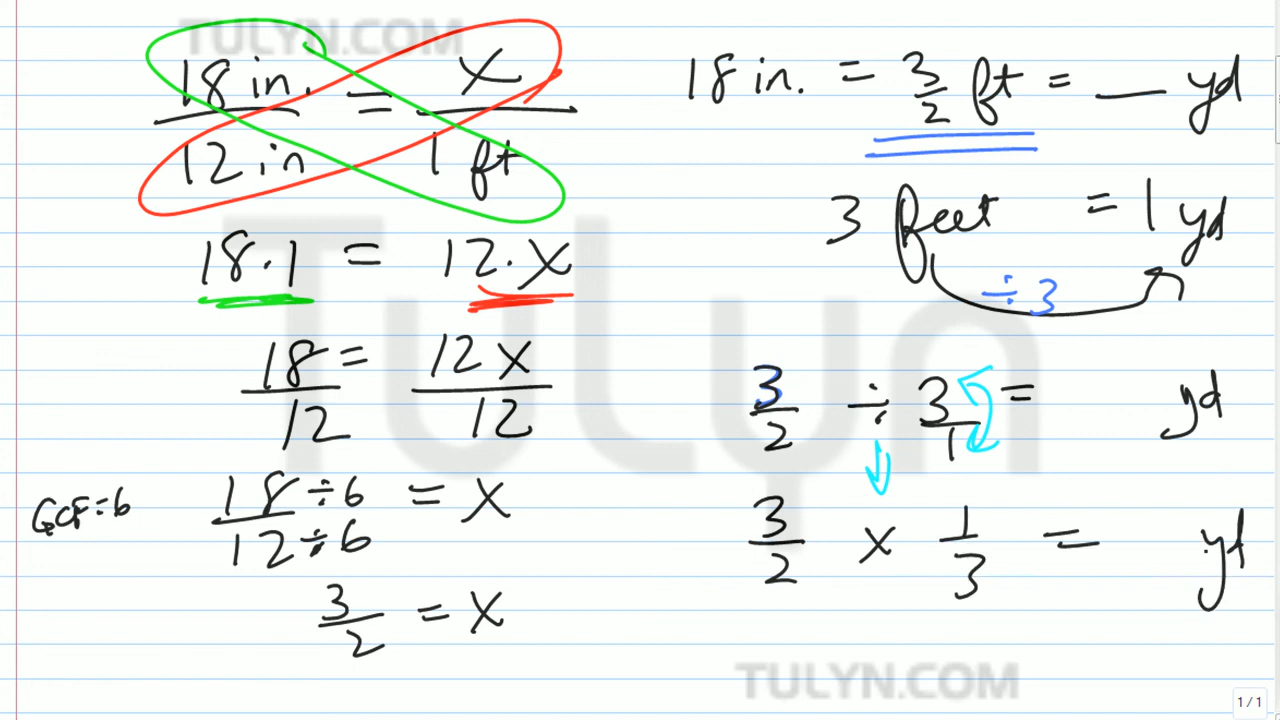 TULYN.COM
18 in. / 12 in = x / 1 ft
18 · 1 = 12 · x
18 / 12 = 12x / 12
GCF = 6
18 ÷ 6 / 12 ÷ 6 = x
3/2 = x
18 in. = 3/2 ft = __ yd
3 feet = 1 yd
÷ 3
3/2 ÷ 3/1 = yd
3/2 x 1/3 = yd
Tulyn
TULYN.COM
1 / 1